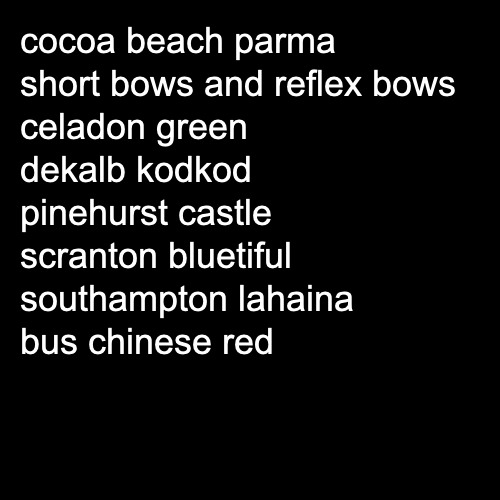 cocoa beach parma
short bows and reflex bows
celadon green
dekalb kodkod
pinehurst castle
scranton bluetiful
southampton lahaina
bus chinese red